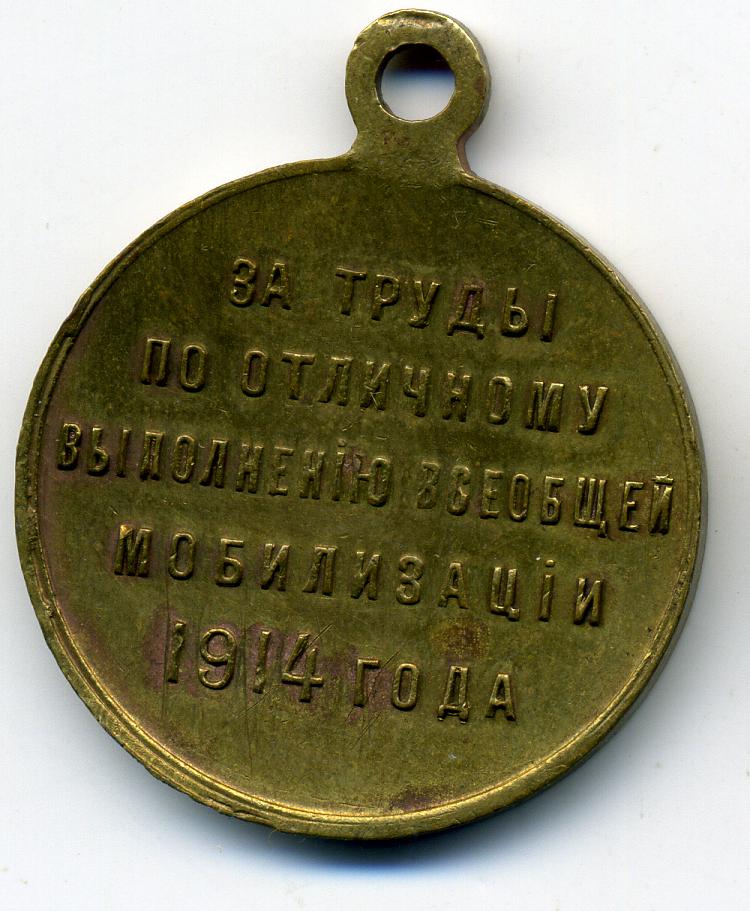 ЗА ТРУДЫ
ПО ОТЛИЧНОМУ
ВЫПОЛНЕНІЮ ВСЕОБЩЕЙ
МОБИЛИЗАЦІИ
1914 ГОДА